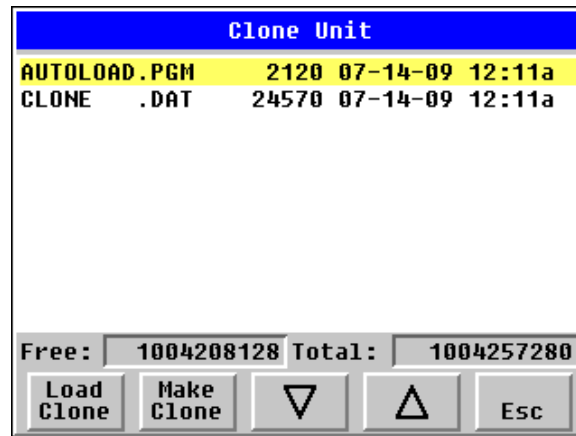 Clone Unit
AUTOLOAD.PGM 2120 07-14-09 12:11a
CLONE .DAT 24570 07-14-09 12:11a
Free: 1004208128 Total: 1004257280
Load Clone Make Clone Esc